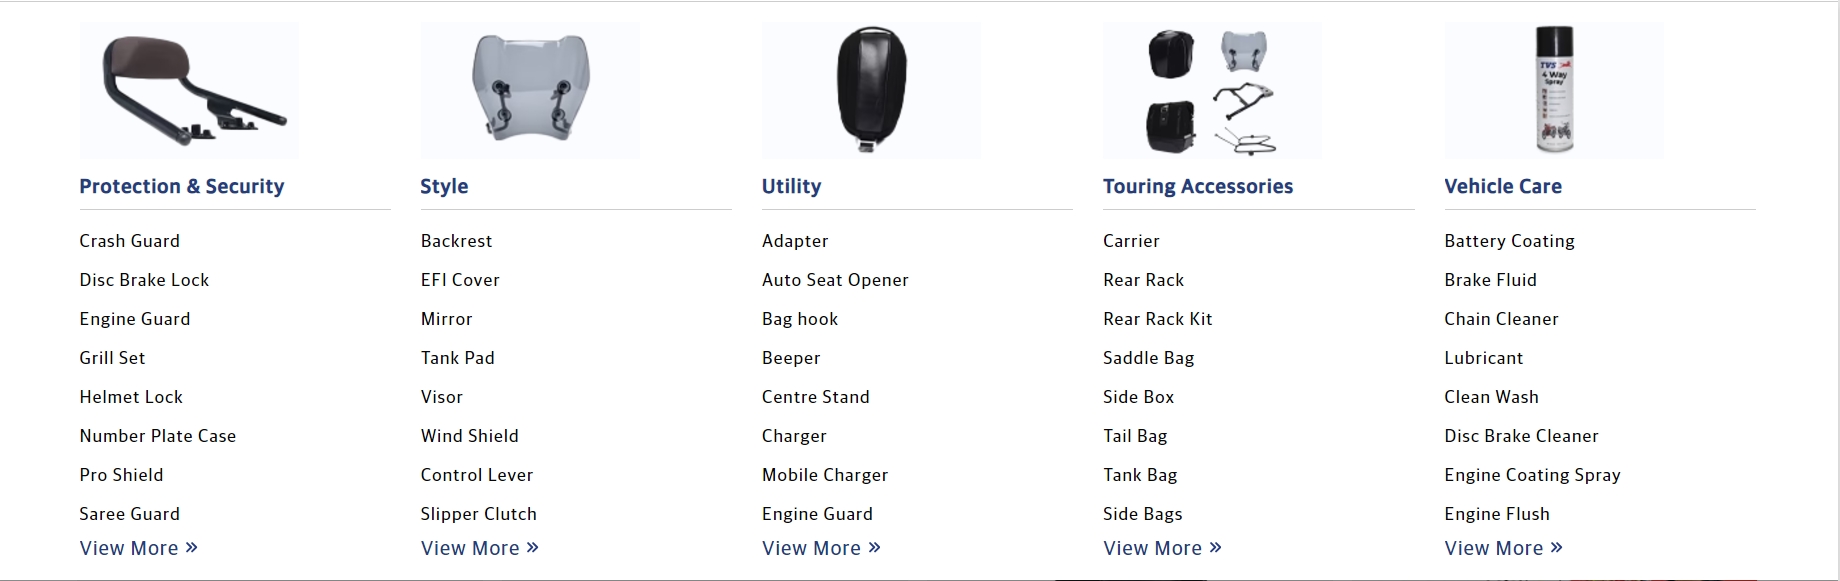 TVS
4 Way
Spray
Protection & Security
Crash Guard
Disc Brake Lock
Engine Guard
Grill Set
Helmet Lock
Number Plate Case
Pro Shield
Saree Guard
View More »
Style
Backrest
EFI Cover
Mirror
Tank Pad
Visor
Wind Shield
Control Lever
Slipper Clutch
View More »
Utility
Adapter
Auto Seat Opener
Bag hook
Beeper
Centre Stand
Charger
Mobile Charger
Engine Guard
View More »
Touring Accessories
Carrier
Rear Rack
Rear Rack Kit
Saddle Bag
Side Box
Tail Bag
Tank Bag
Side Bags
View More »
Vehicle Care
Battery Coating
Brake Fluid
Chain Cleaner
Lubricant
Clean Wash
Disc Brake Cleaner
Engine Coating Spray
Engine Flush
View More »